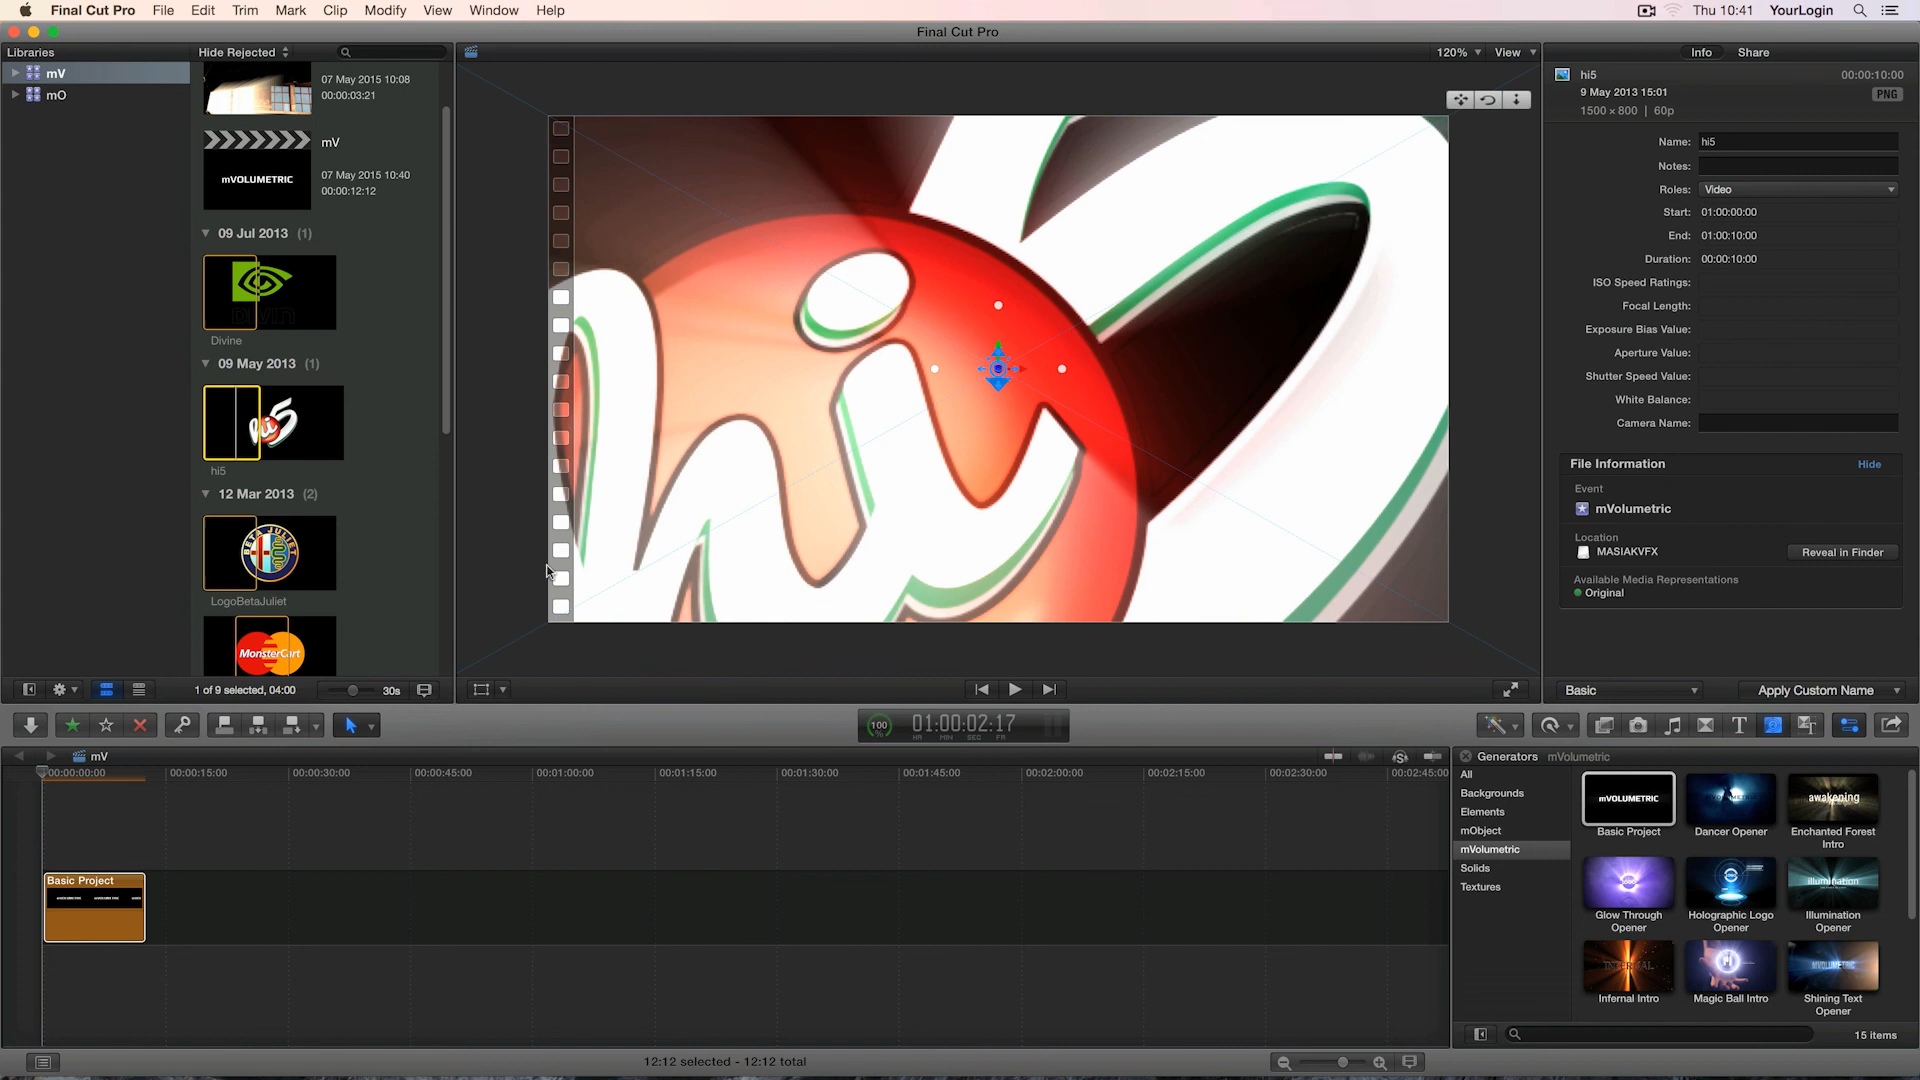 Final Cut Pro File Edit Trim Mark Clip Modify View Window Help Thu 10:41 YourLogin
Final Cut Pro
Libraries
mV
mO
Hide Rejected
07 May 2015 10:08
00:00:03:21
mV
mVOLUMETRIC
07 May 2015 10:40
00:00:12:12
09 Jul 2013 (1)
Divine
09 May 2013 (1)
hi5
hi5
12 Mar 2013 (2)
BETA JULIET
LogoBetaJuliet
MonsterCart
1 of 9 selected, 04:00
30s
120% View
Info Share
hi5 00:00:10:00
9 May 2013 15:01 PNG
1500 × 800 | 60p
Name: hi5
Notes:
Roles: Video
Start: 01:00:00:00
End: 01:00:10:00
Duration: 00:00:10:00
ISO Speed Ratings:
Focal Length:
Exposure Bias Value:
Aperture Value:
Shutter Speed Value:
White Balance:
Camera Name:
File Information Hide
Event
mVolumetric
Location
MASIAKVFX Reveal in Finder
Available Media Representations
Original
Basic Apply Custom Name
100 % 01:00:02:17
HR MIN SEC FR
mV
00:00:00:00 00:00:15:00 00:00:30:00 00:00:45:00 00:01:00:00 00:01:15:00 00:01:30:00 00:01:45:00 00:02:00:00 00:02:15:00 00:02:30:00 00:02:45:00
Basic Project
Generators mVolumetric
All
Backgrounds
Elements
mObject
mVolumetric
Solids
Textures
mVOLUMETRIC
Basic Project
Dancer Opener
awakening
Enchanted Forest
Intro
Glow Through
Opener
Holographic Logo
Opener
illumination
Illumination
Opener
INFERNAL
Infernal Intro
Magic Ball Intro
MVOLUMETRIC
Shining Text
Opener
15 items
12:12 selected - 12:12 total